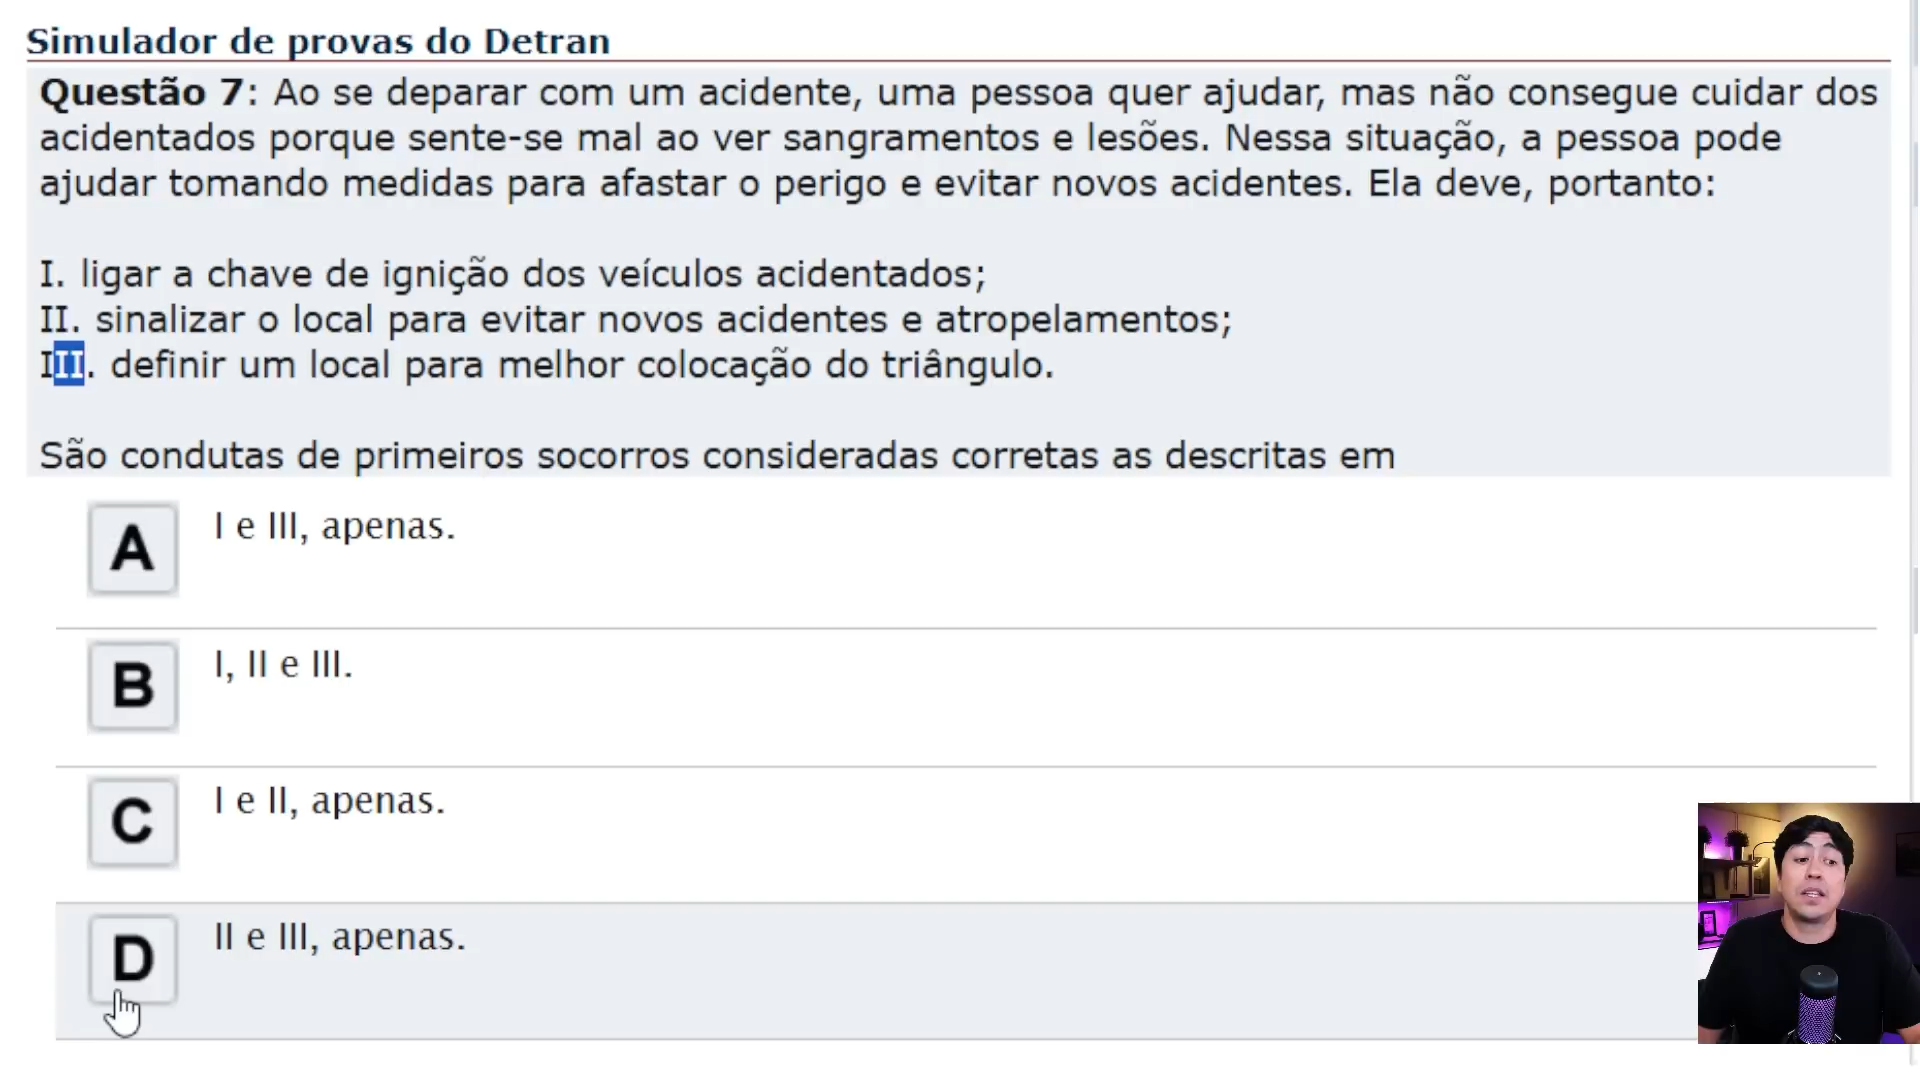 Simulador de provas do Detran
Questão 7: Ao se deparar com um acidente, uma pessoa quer ajudar, mas não consegue cuidar dos
acidentados porque sente-se mal ao ver sangramentos e lesões. Nessa situação, a pessoa pode
ajudar tomando medidas para afastar o perigo e evitar novos acidentes. Ela deve, portanto:
I. ligar a chave de ignição dos veículos acidentados;
II. sinalizar o local para evitar novos acidentes e atropelamentos;
III. definir um local para melhor colocação do triângulo.
São condutas de primeiros socorros consideradas corretas as descritas em
A I e III, apenas.
B I, II e III.
C I e II, apenas.
D II e III, apenas.